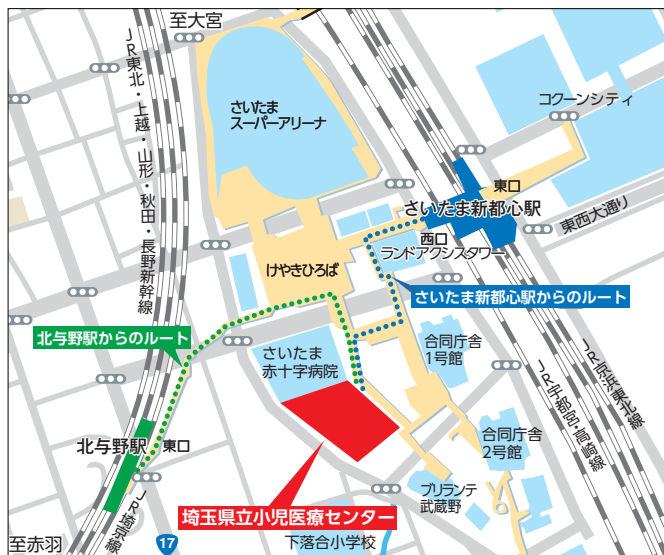 至大宮
JR東北・上越・山形・秋田・長野新幹線
さいたま
スーパーアリーナ
コクーンシティ
東口
さいたま新都心駅
東西大通り
西口
ランドアクシスタワー
けやきひろば
さいたま新都心駅からのルート
北与野駅からのルート
さいたま
赤十字病院
合同庁舎
1号館
JR京浜東北線
JR宇都宮・高崎線
北与野駅
東口
合同庁舎
2号館
JR埼京線
ブリランテ
武蔵野
埼玉県立小児医療センター
至赤羽
17
下落合小学校